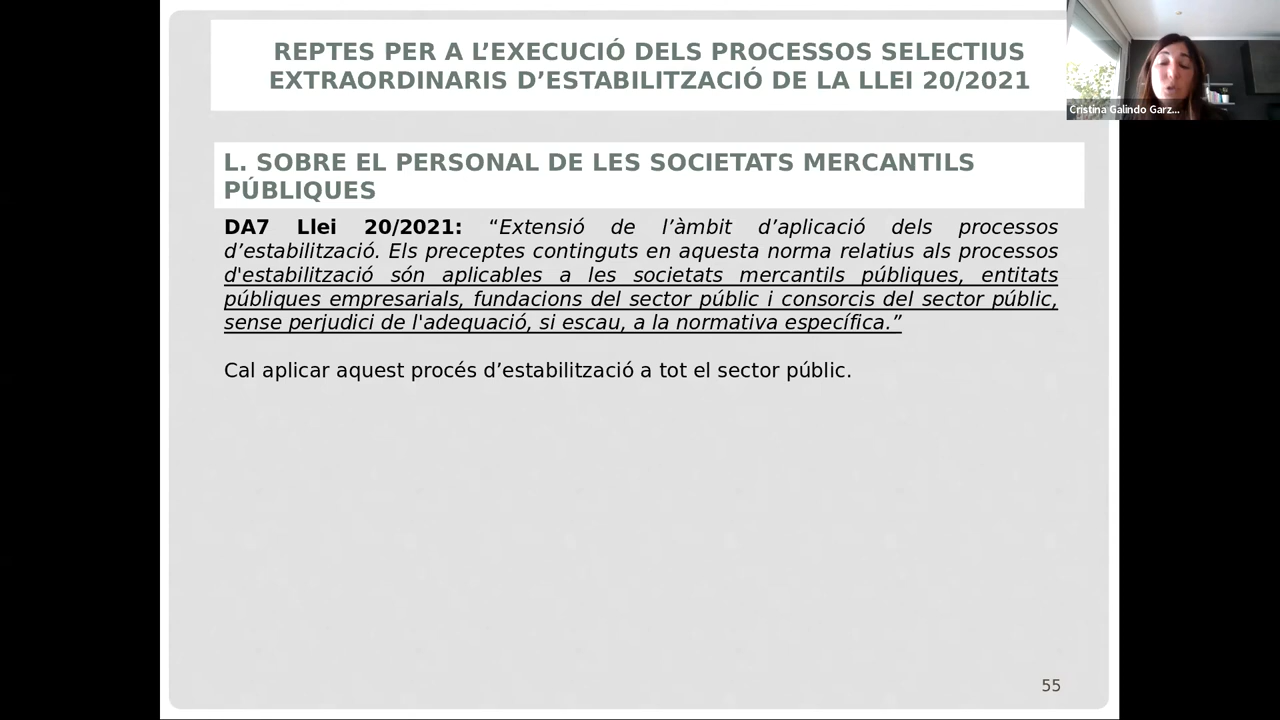 REPTES PER A L’EXECUCIÓ DELS PROCESSOS SELECTIUS
EXTRAORDINARIS D’ESTABILITZACIÓ DE LA LLEI 20/2021
Cristina Galindo Garz...
L. SOBRE EL PERSONAL DE LES SOCIETATS MERCANTILS
PÚBLIQUES
DA7 Llei 20/2021: “Extensió de l’àmbit d’aplicació dels processos
d’estabilització. Els preceptes continguts en aquesta norma relatius als processos
d'estabilització són aplicables a les societats mercantils públiques, entitats
públiques empresarials, fundacions del sector públic i consorcis del sector públic,
sense perjudici de l'adequació, si escau, a la normativa específica.”
Cal aplicar aquest procés d’estabilització a tot el sector públic.
55